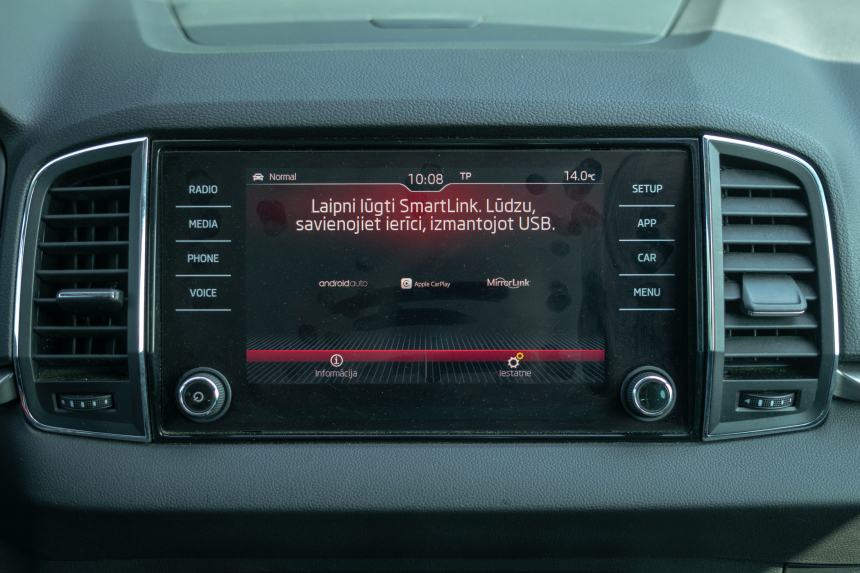 Normal 10:08 TP 14.0℃
RADIO
MEDIA
PHONE
VOICE
Laipni lūgti SmartLink. Lūdzu,
savienojiet ierīci, izmantojot USB.
androidauto Apple CarPlay MirrorLink
Informācija Iestatne
SETUP
APP
CAR
MENU